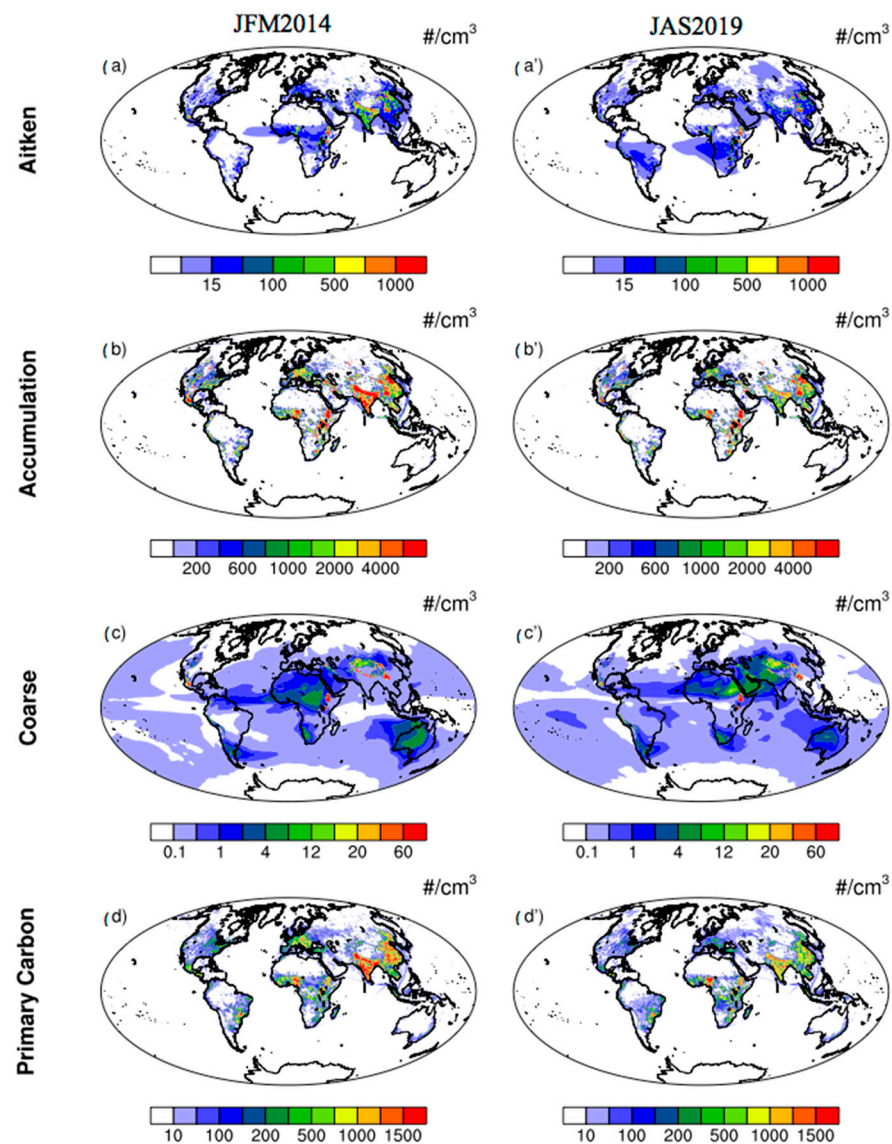 JFM2014 JAS2019
#/cm³ #/cm³
(a) (a')
Aitken
15 100 500 1000 15 100 500 1000
#/cm³ #/cm³
(b) (b')
Accumulation
200 600 1000 2000 4000 200 600 1000 2000 4000
#/cm³ #/cm³
(c) (c')
Coarse
0.1 1 4 12 20 60 0.1 1 4 12 20 60
#/cm³ #/cm³
(d) (d')
Primary Carbon
10 100 200 500 1000 1500 10 100 200 500 1000 1500